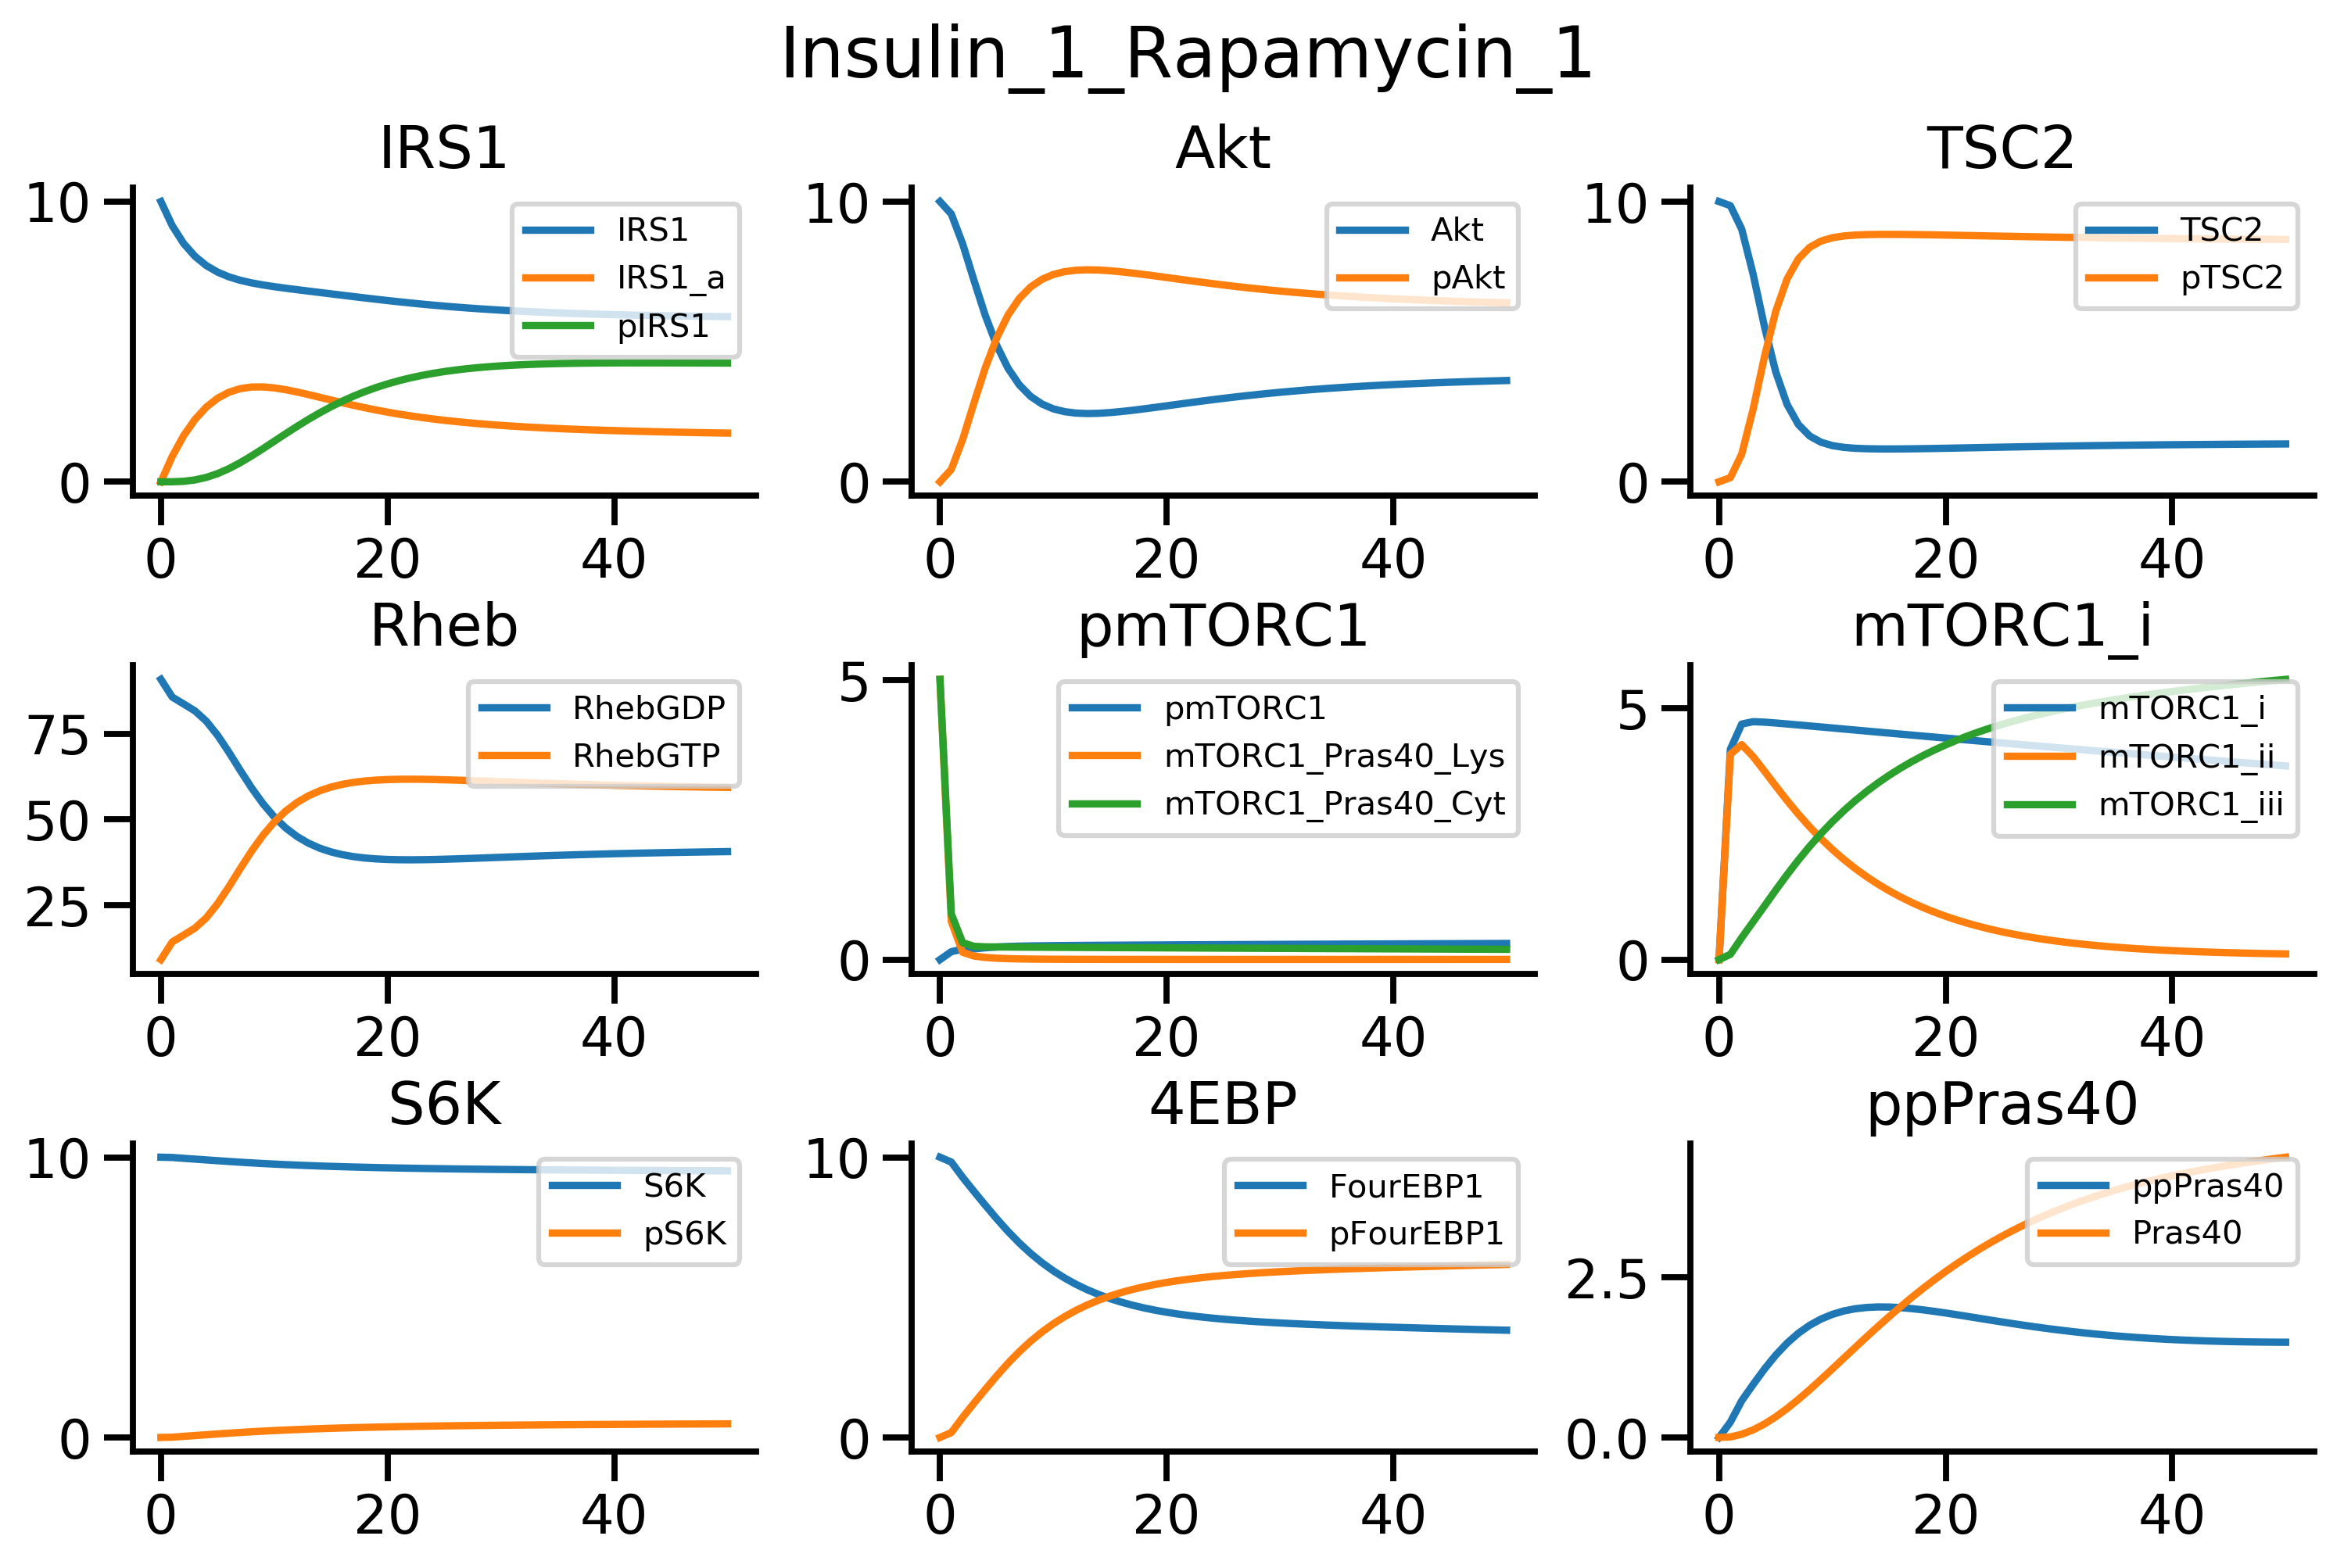 Insulin_1_Rapamycin_1
IRS1
10
0
0 20 40
IRS1
IRS1_a
pIRS1
Akt
10
0
0 20 40
Akt
pAkt
TSC2
10
0
0 20 40
TSC2
pTSC2
Rheb
75
50
25
0 20 40
RhebGDP
RhebGTP
pmTORC1
5
0
0 20 40
pmTORC1
mTORC1_Pras40_Lys
mTORC1_Pras40_Cyt
mTORC1_i
5
0
0 20 40
mTORC1_i
mTORC1_ii
mTORC1_iii
S6K
10
0
0 20 40
S6K
pS6K
4EBP
10
0
0 20 40
FourEBP1
pFourEBP1
ppPras40
2.5
0.0
0 20 40
ppPras40
Pras40